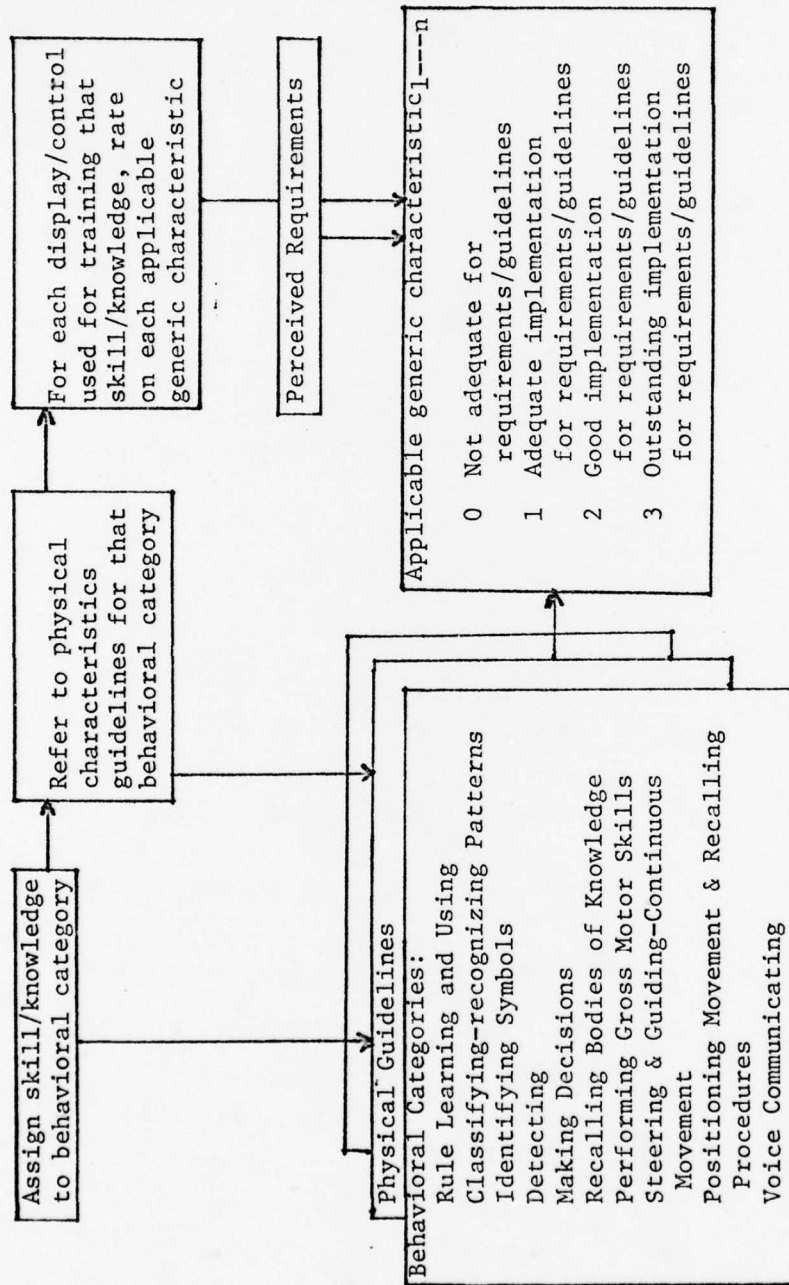 Assign skill/knowledge
to behavioral category
Refer to physical
characteristics
guidelines for that
behavioral category
For each display/control
used for training that
skill/knowledge, rate
on each applicable
generic characteristic
Perceived Requirements
Physical Guidelines
Behavioral Categories:
Rule Learning and Using
Classifying-recognizing Patterns
Identifying Symbols
Detecting
Making Decisions
Recalling Bodies of Knowledge
Performing Gross Motor Skills
Steering & Guiding-Continuous
Movement
Positioning Movement & Recalling
Procedures
Voice Communicating
Applicable generic characteristic1---n
0 Not adequate for
requirements/guidelines
1 Adequate implementation
for requirements/guidelines
2 Good implementation
for requirements/guidelines
3 Outstanding implementation
for requirements/guidelines